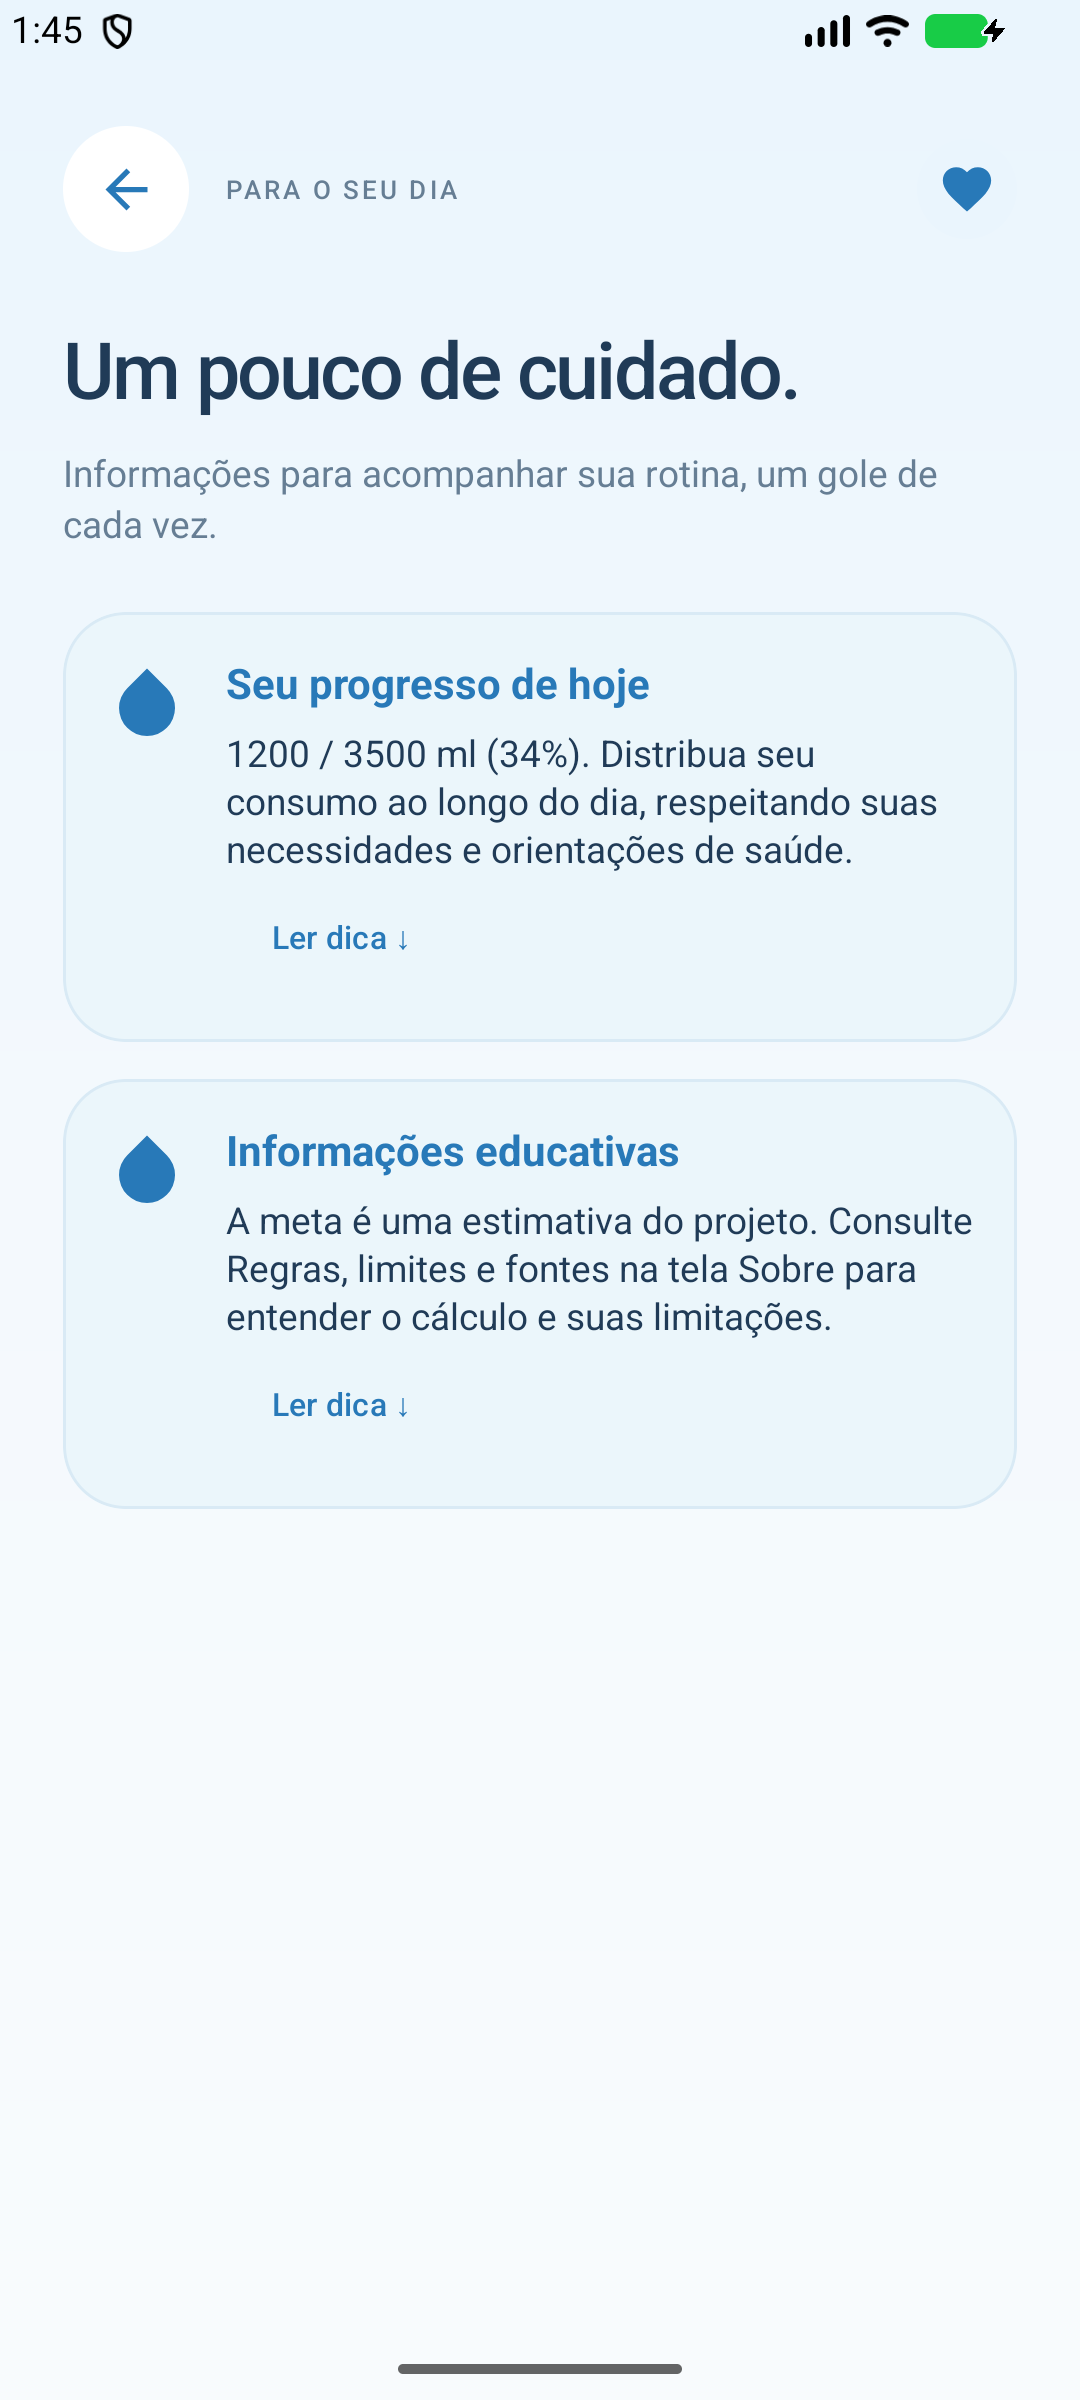 1:45
PARA O SEU DIA
Um pouco de cuidado.
Informações para acompanhar sua rotina, um gole de
cada vez.
Seu progresso de hoje
1200 / 3500 ml (34%). Distribua seu
consumo ao longo do dia, respeitando suas
necessidades e orientações de saúde.
Ler dica ↓
Informações educativas
A meta é uma estimativa do projeto. Consulte
Regras, limites e fontes na tela Sobre para
entender o cálculo e suas limitações.
Ler dica ↓